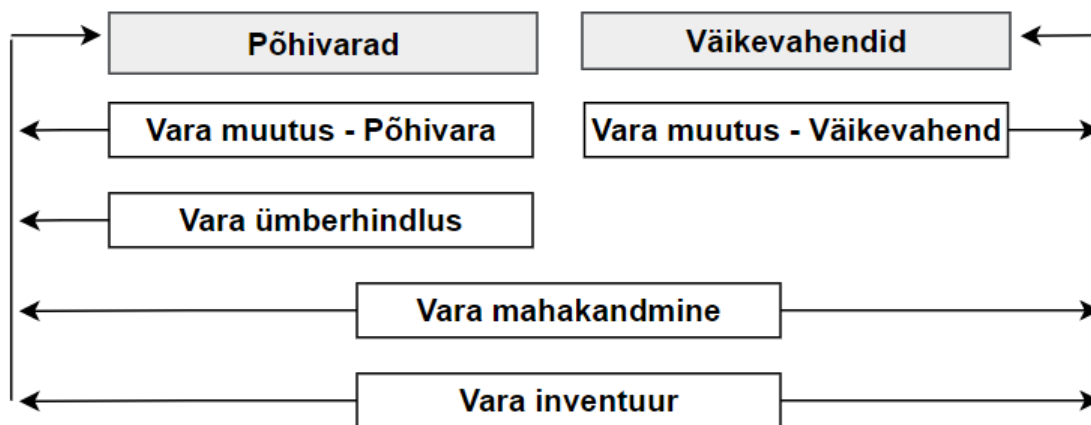 Põhivarad
Väikevahendid
Vara muutus - Põhivara
Vara muutus - Väikevahend
Vara ümberhindlus
Vara mahakandmine
Vara inventuur